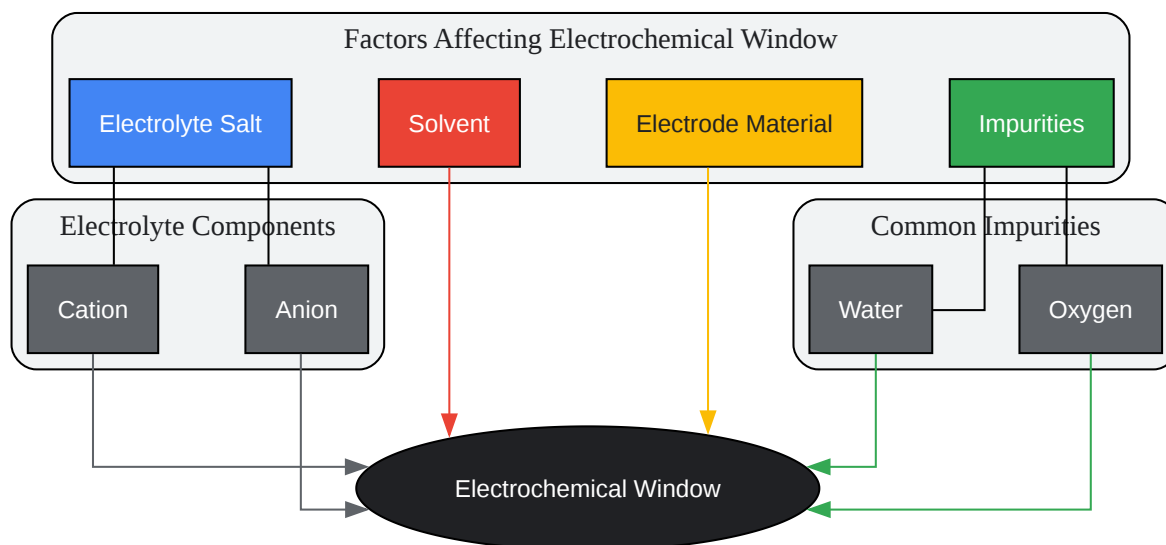 Factors Affecting Electrochemical Window
Electrolyte Salt
Solvent
Electrode Material
Impurities
Electrolyte Components
Common Impurities
Cation
Anion
Water
Oxygen
Electrochemical Window